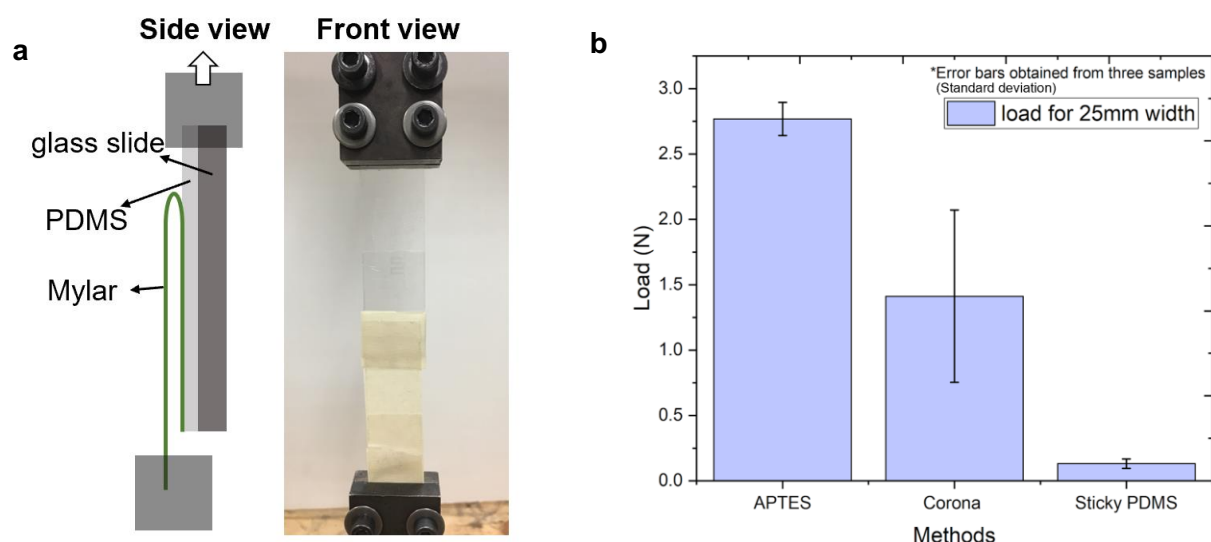 a
Side view
Front view
glass slide
PDMS
Mylar
b
*Error bars obtained from three samples
(Standard deviation)
load for 25mm width
Load (N)
3.0
2.5
2.0
1.5
1.0
0.5
0.0
APTES
Corona
Sticky PDMS
Methods